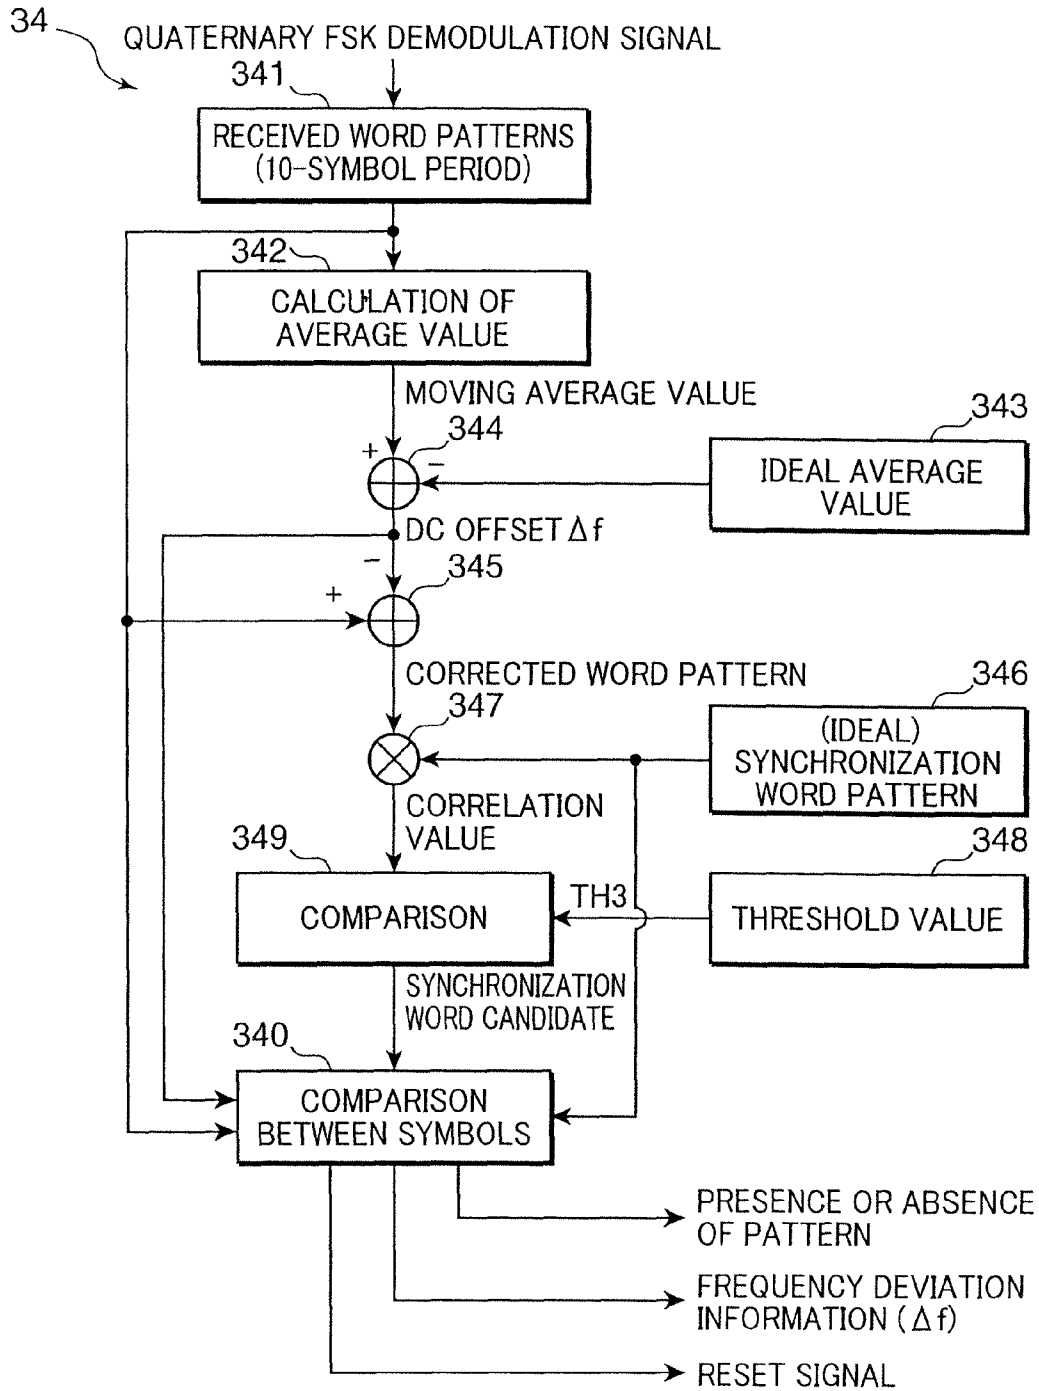 34
QUATERNARY FSK DEMODULATION SIGNAL
341
RECEIVED WORD PATTERNS
(10-SYMBOL PERIOD)
342
CALCULATION OF
AVERAGE VALUE
MOVING AVERAGE VALUE
343
IDEAL AVERAGE
VALUE
344
+
−
DC OFFSET Δf
−
345
+
CORRECTED WORD PATTERN
346
(IDEAL)
SYNCHRONIZATION
WORD PATTERN
347
CORRELATION
VALUE
348
THRESHOLD VALUE
349
TH3
COMPARISON
SYNCHRONIZATION
WORD CANDIDATE
340
COMPARISON
BETWEEN SYMBOLS
PRESENCE OR ABSENCE
OF PATTERN
FREQUENCY DEVIATION
INFORMATION (Δf)
RESET SIGNAL